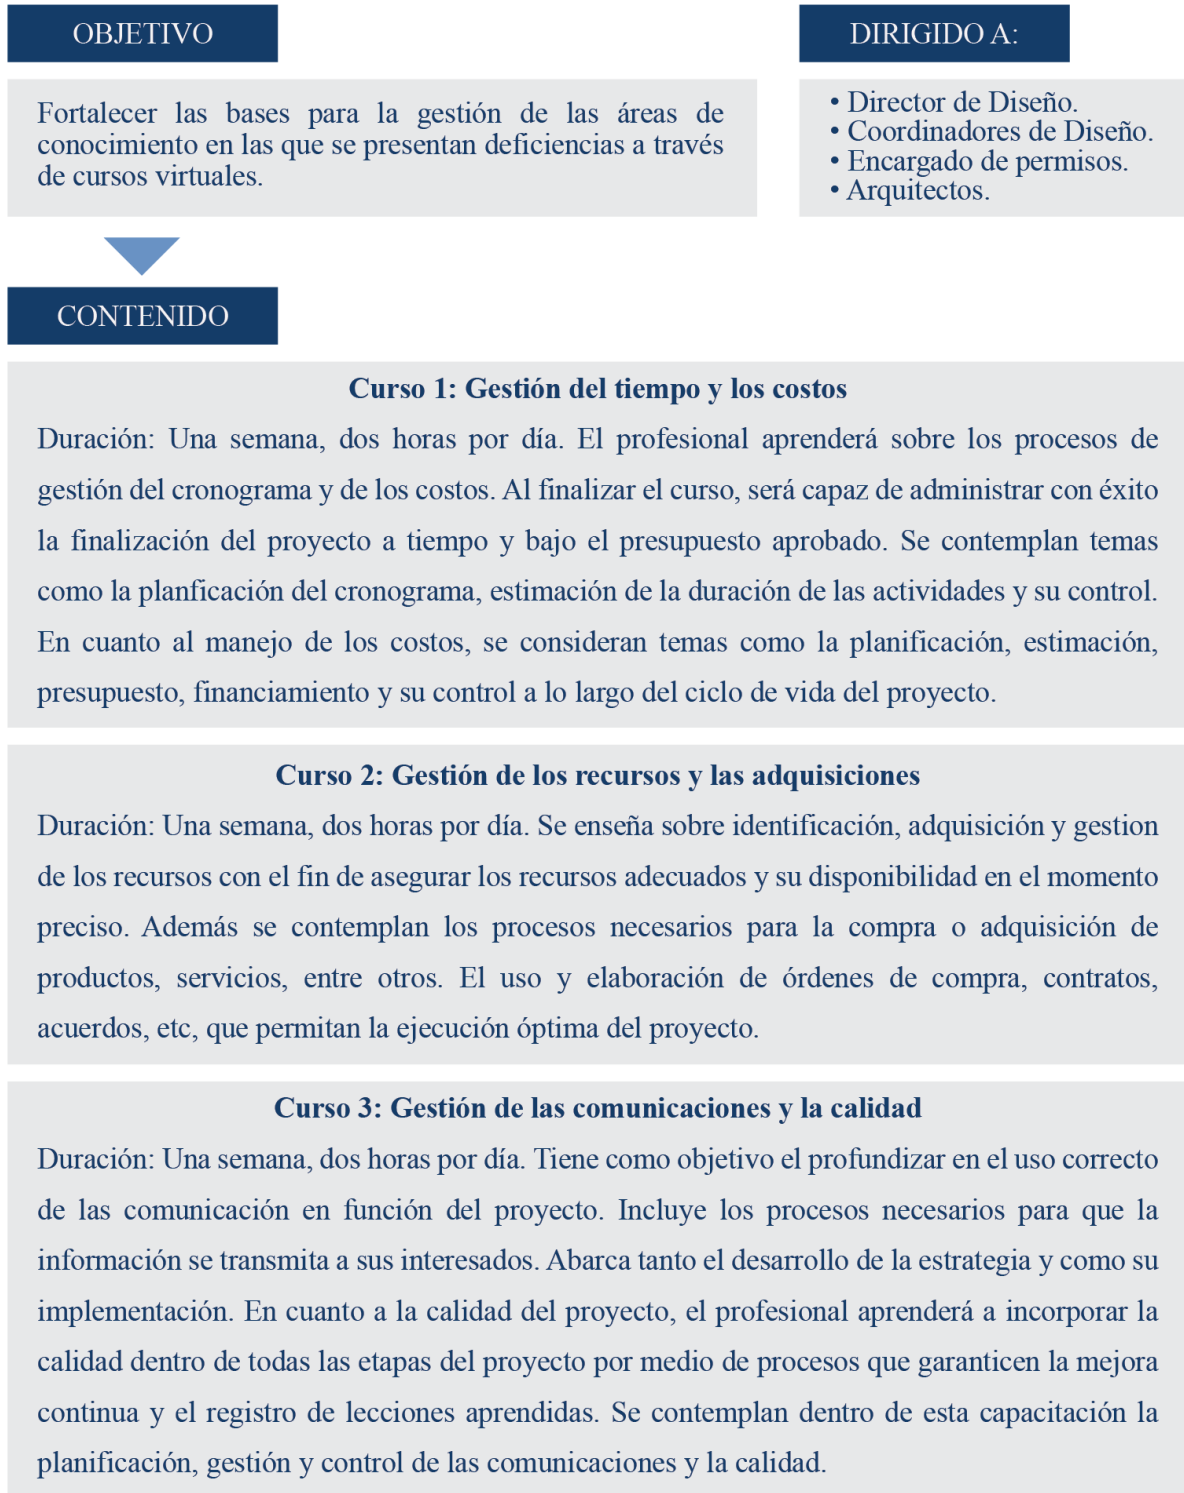 OBJETIVO
Fortalecer las bases para la gestión de las áreas de
conocimiento en las que se presentan deficiencias a través
de cursos virtuales.
DIRIGIDO A:
• Director de Diseño.
• Coordinadores de Diseño.
• Encargado de permisos.
• Arquitectos.
CONTENIDO
Curso 1: Gestión del tiempo y los costos
Duración: Una semana, dos horas por día. El profesional aprenderá sobre los procesos de
gestión del cronograma y de los costos. Al finalizar el curso, será capaz de administrar con éxito
la finalización del proyecto a tiempo y bajo el presupuesto aprobado. Se contemplan temas
como la planficación del cronograma, estimación de la duración de las actividades y su control.
En cuanto al manejo de los costos, se consideran temas como la planificación, estimación,
presupuesto, financiamiento y su control a lo largo del ciclo de vida del proyecto.
Curso 2: Gestión de los recursos y las adquisiciones
Duración: Una semana, dos horas por día. Se enseña sobre identificación, adquisición y gestion
de los recursos con el fin de asegurar los recursos adecuados y su disponibilidad en el momento
preciso. Además se contemplan los procesos necesarios para la compra o adquisición de
productos, servicios, entre otros. El uso y elaboración de órdenes de compra, contratos,
acuerdos, etc, que permitan la ejecución óptima del proyecto.
Curso 3: Gestión de las comunicaciones y la calidad
Duración: Una semana, dos horas por día. Tiene como objetivo el profundizar en el uso correcto
de las comunicación en función del proyecto. Incluye los procesos necesarios para que la
información se transmita a sus interesados. Abarca tanto el desarrollo de la estrategia y como su
implementación. En cuanto a la calidad del proyecto, el profesional aprenderá a incorporar la
calidad dentro de todas las etapas del proyecto por medio de procesos que garanticen la mejora
continua y el registro de lecciones aprendidas. Se contemplan dentro de esta capacitación la
planificación, gestión y control de las comunicaciones y la calidad.